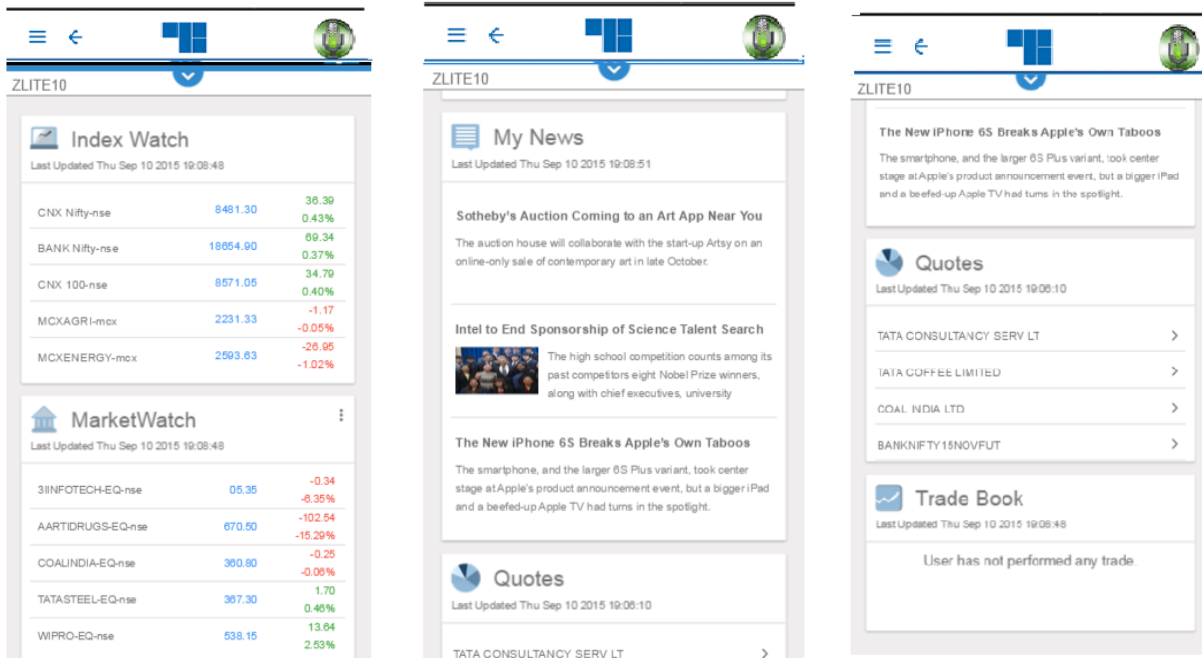 ZLITE10
Index Watch
Last Updated Thu Sep 10 2015 19:08:48
CNX Nifty-nse 8481.30 36.39
0.43%
BANK Nifty-nse 18654.90 69.34
0.37%
CNX 100-nse 8571.05 34.79
0.40%
MCXAGRI-mcx 2231.33 -1.17
-0.05%
MCXENERGY-mcx 2593.63 -26.95
-1.02%
MarketWatch
Last Updated Thu Sep 10 2015 19:08:48
3IINFOTECH-EQ-nse 05.35 -0.34
-6.35%
AARTIDRUGS-EQ-nse 670.50 -102.54
-15.29%
COALINDIA-EQ-nse 360.80 -0.25
-0.06%
TATASTEEL-EQ-nse 367.30 1.70
0.46%
WIPRO-EQ-nse 538.15 13.64
2.53%
ZLITE10
My News
Last Updated Thu Sep 10 2015 19:08:51
Sotheby's Auction Coming to an Art App Near You
The auction house will collaborate with the start-up Artsy on an
online-only sale of contemporary art in late October.
Intel to End Sponsorship of Science Talent Search
The high school competition counts among its
past competitors eight Nobel Prize winners,
along with chief executives, university
The New iPhone 6S Breaks Apple's Own Taboos
The smartphone, and the larger 6S Plus variant, took center
stage at Apple's product announcement event, but a bigger iPad
and a beefed-up Apple TV had turns in the spotlight.
Quotes
Last Updated Thu Sep 10 2015 19:06:10
TATA CONSULTANCY SERV LT
ZLITE10
The New iPhone 6S Breaks Apple's Own Taboos
The smartphone, and the larger 6S Plus variant, took center
stage at Apple's product announcement event, but a bigger iPad
and a beefed-up Apple TV had turns in the spotlight.
Quotes
Last Updated Thu Sep 10 2015 19:06:10
TATA CONSULTANCY SERV LT
TATA COFFEE LIMITED
COAL INDIA LTD
BANKNIFTY15NOVFUT
Trade Book
Last Updated Thu Sep 10 2015 19:08:48
User has not performed any trade.